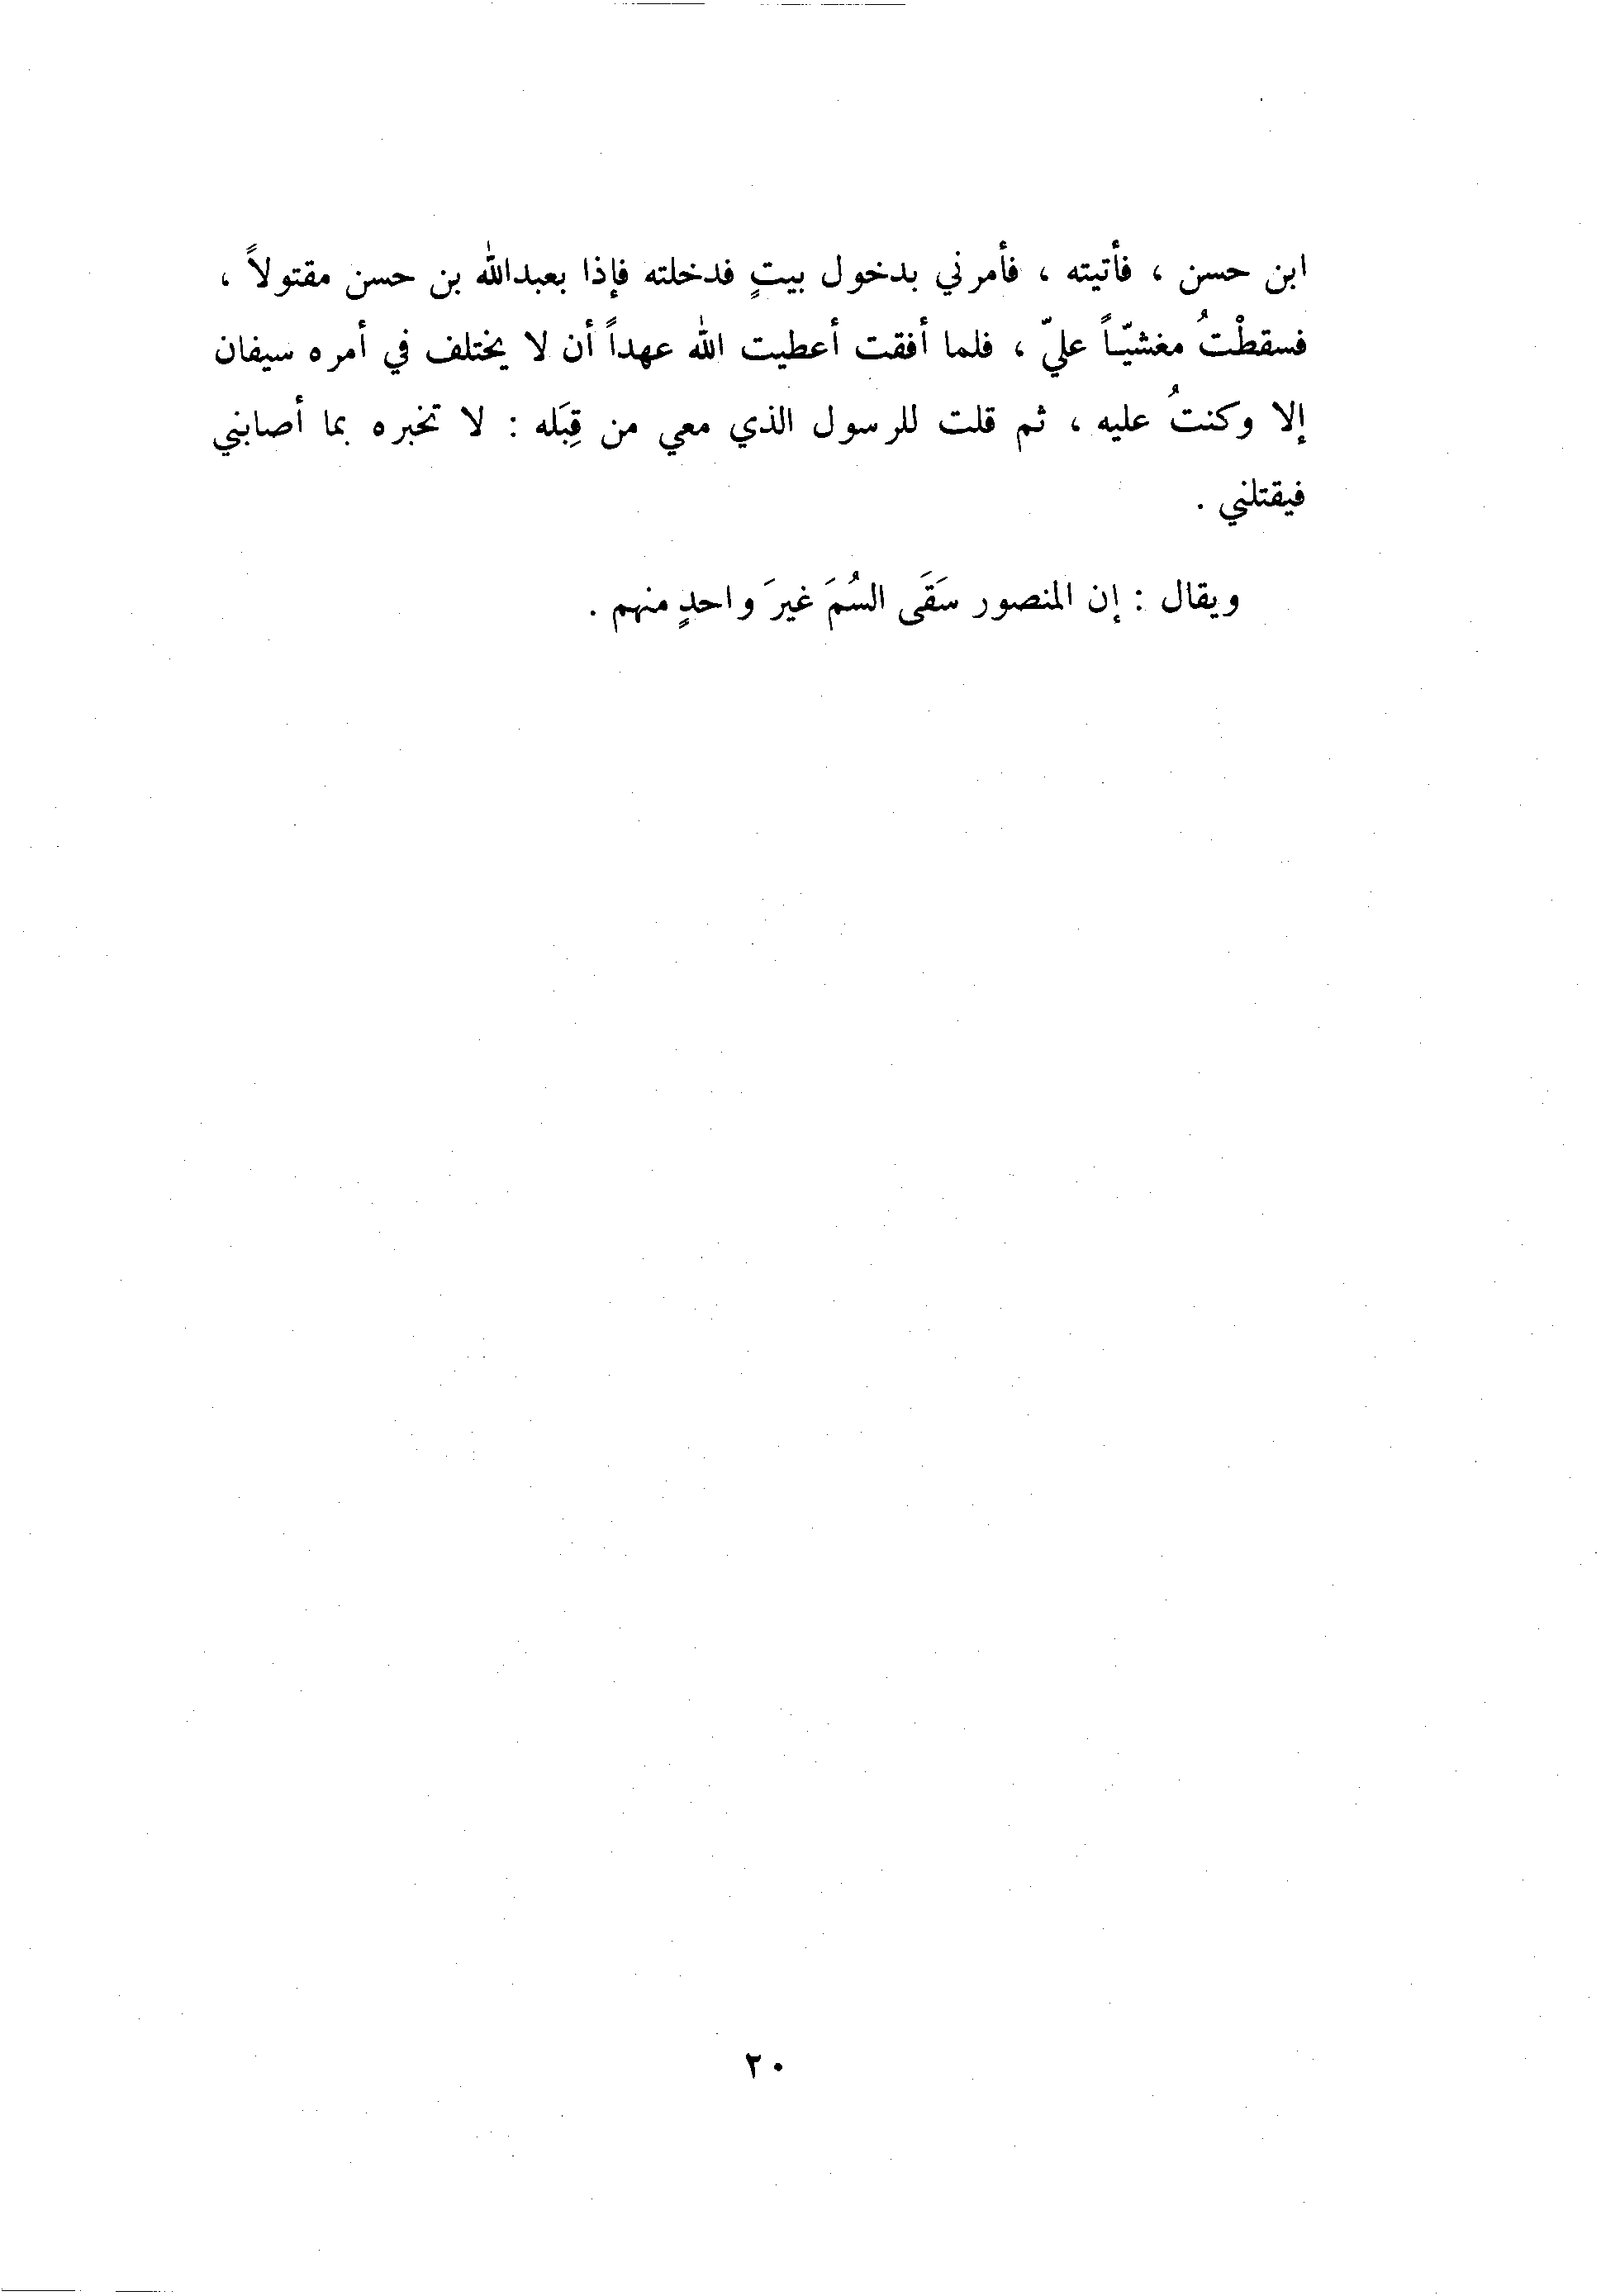 ابن حسن ، فأتيته ، فأمرني بدخول بيتٍ فدخلته فإذا بعبدالله بن حسن مقتولاً ،
فسقطْتُ مغشيّـاً عليّ ، فلما أفقت أعطيت الله عهداً أن لا يختلف في أمره سيفان
إلا وكنتُ عليه ، ثم قلت للرسول الذي معي من قِبَله : لا تخبره بما أصابني
فيقتلني .
ويقال : إن المنصور سَقَى السُمَ غيرَ واحدٍ منهم .
٢٠